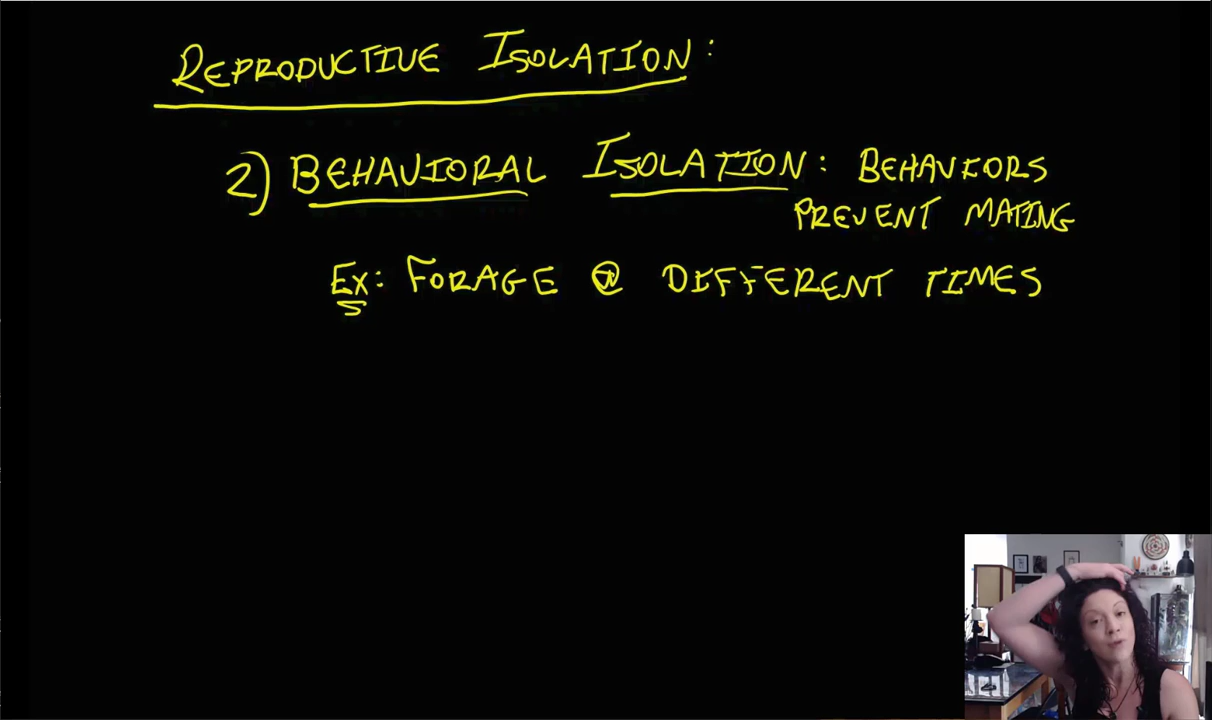 REPRODUCTIVE ISOLATION:
2) BEHAVIORAL ISOLATION: BEHAVIORS
PREVENT MATING
EX: FORAGE @ DIFFERENT TIMES